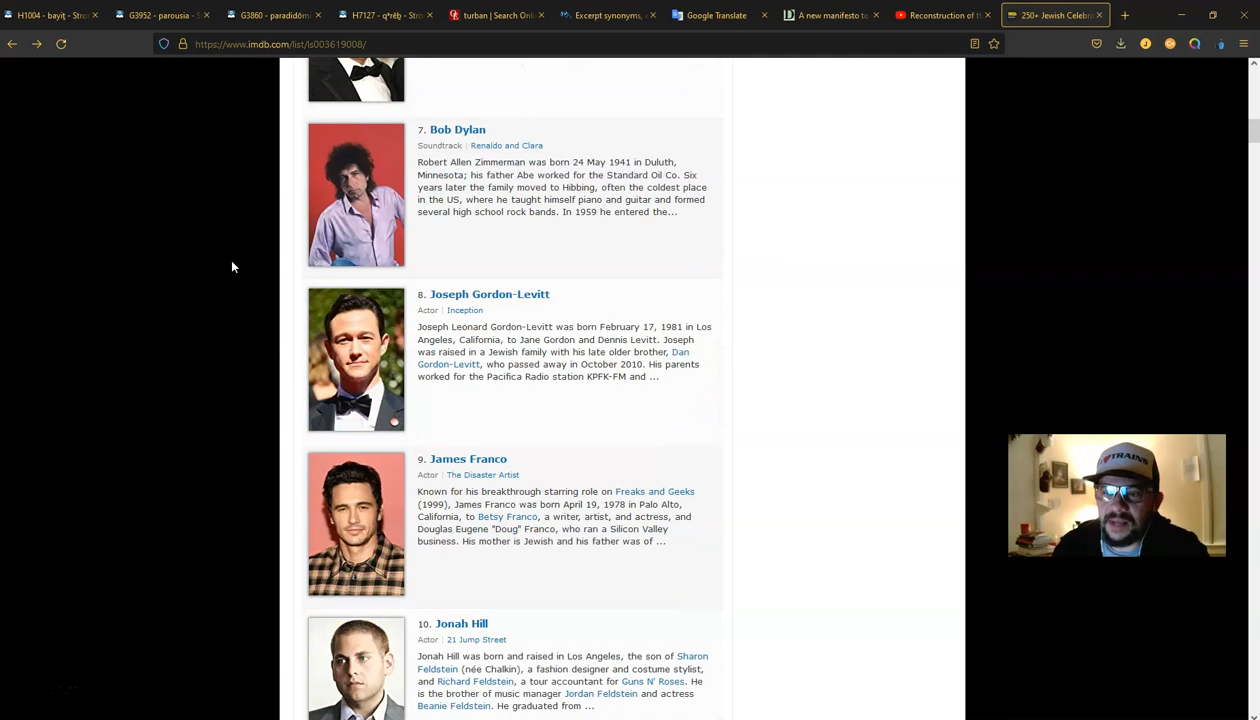 H1004 - bayiṯ - Stro
G3952 - parousia - S
G3860 - paradidōmi
H7127 - qᵊrēḇ - Stro
turban | Search Onli
Excerpt synonyms, e
Google Translate
A new manifesto to
Reconstruction of th
250+ Jewish Celebri
https://www.imdb.com/list/ls003619008/
7. Bob Dylan
Soundtrack | Renaldo and Clara
Robert Allen Zimmerman was born 24 May 1941 in Duluth,
Minnesota; his father Abe worked for the Standard Oil Co. Six
years later the family moved to Hibbing, often the coldest place
in the US, where he taught himself piano and guitar and formed
several high school rock bands. In 1959 he entered the...
8. Joseph Gordon-Levitt
Actor | Inception
Joseph Leonard Gordon-Levitt was born February 17, 1981 in Los
Angeles, California, to Jane Gordon and Dennis Levitt. Joseph
was raised in a Jewish family with his late older brother, Dan
Gordon-Levitt, who passed away in October 2010. His parents
worked for the Pacifica Radio station KPFK-FM and ...
9. James Franco
Actor | The Disaster Artist
Known for his breakthrough starring role on Freaks and Geeks
(1999), James Franco was born April 19, 1978 in Palo Alto,
California, to Betsy Franco, a writer, artist, and actress, and
Douglas Eugene "Doug" Franco, who ran a Silicon Valley
business. His mother is Jewish and his father was of ...
10. Jonah Hill
Actor | 21 Jump Street
Jonah Hill was born and raised in Los Angeles, the son of Sharon
Feldstein (née Chalkin), a fashion designer and costume stylist,
and Richard Feldstein, a tour accountant for Guns N' Roses. He
is the brother of music manager Jordan Feldstein and actress
Beanie Feldstein. He graduated from ...
TRAINS